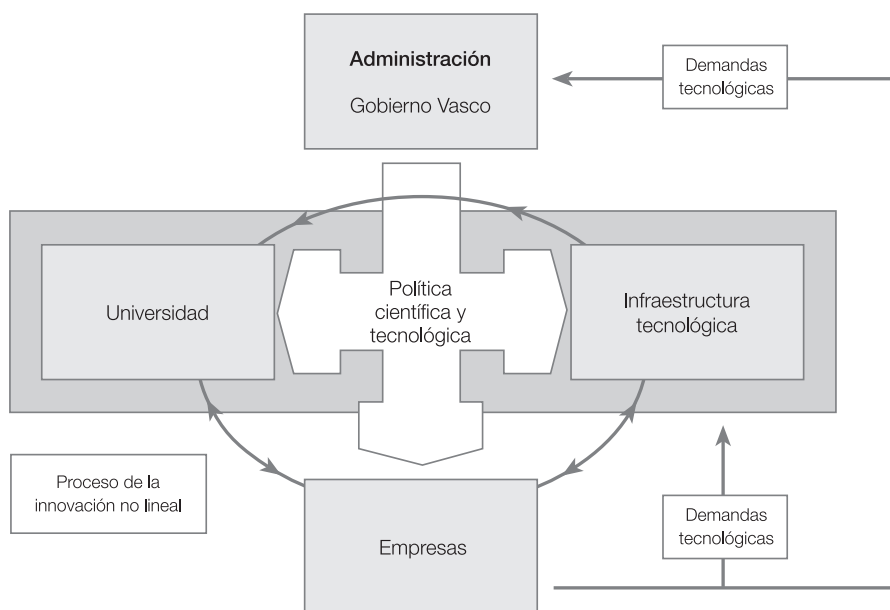 Administración
Gobierno Vasco
Demandas
tecnológicas
Universidad
Política
científica y
tecnológica
Infraestructura
tecnológica
Proceso de la
innovación no lineal
Empresas
Demandas
tecnológicas